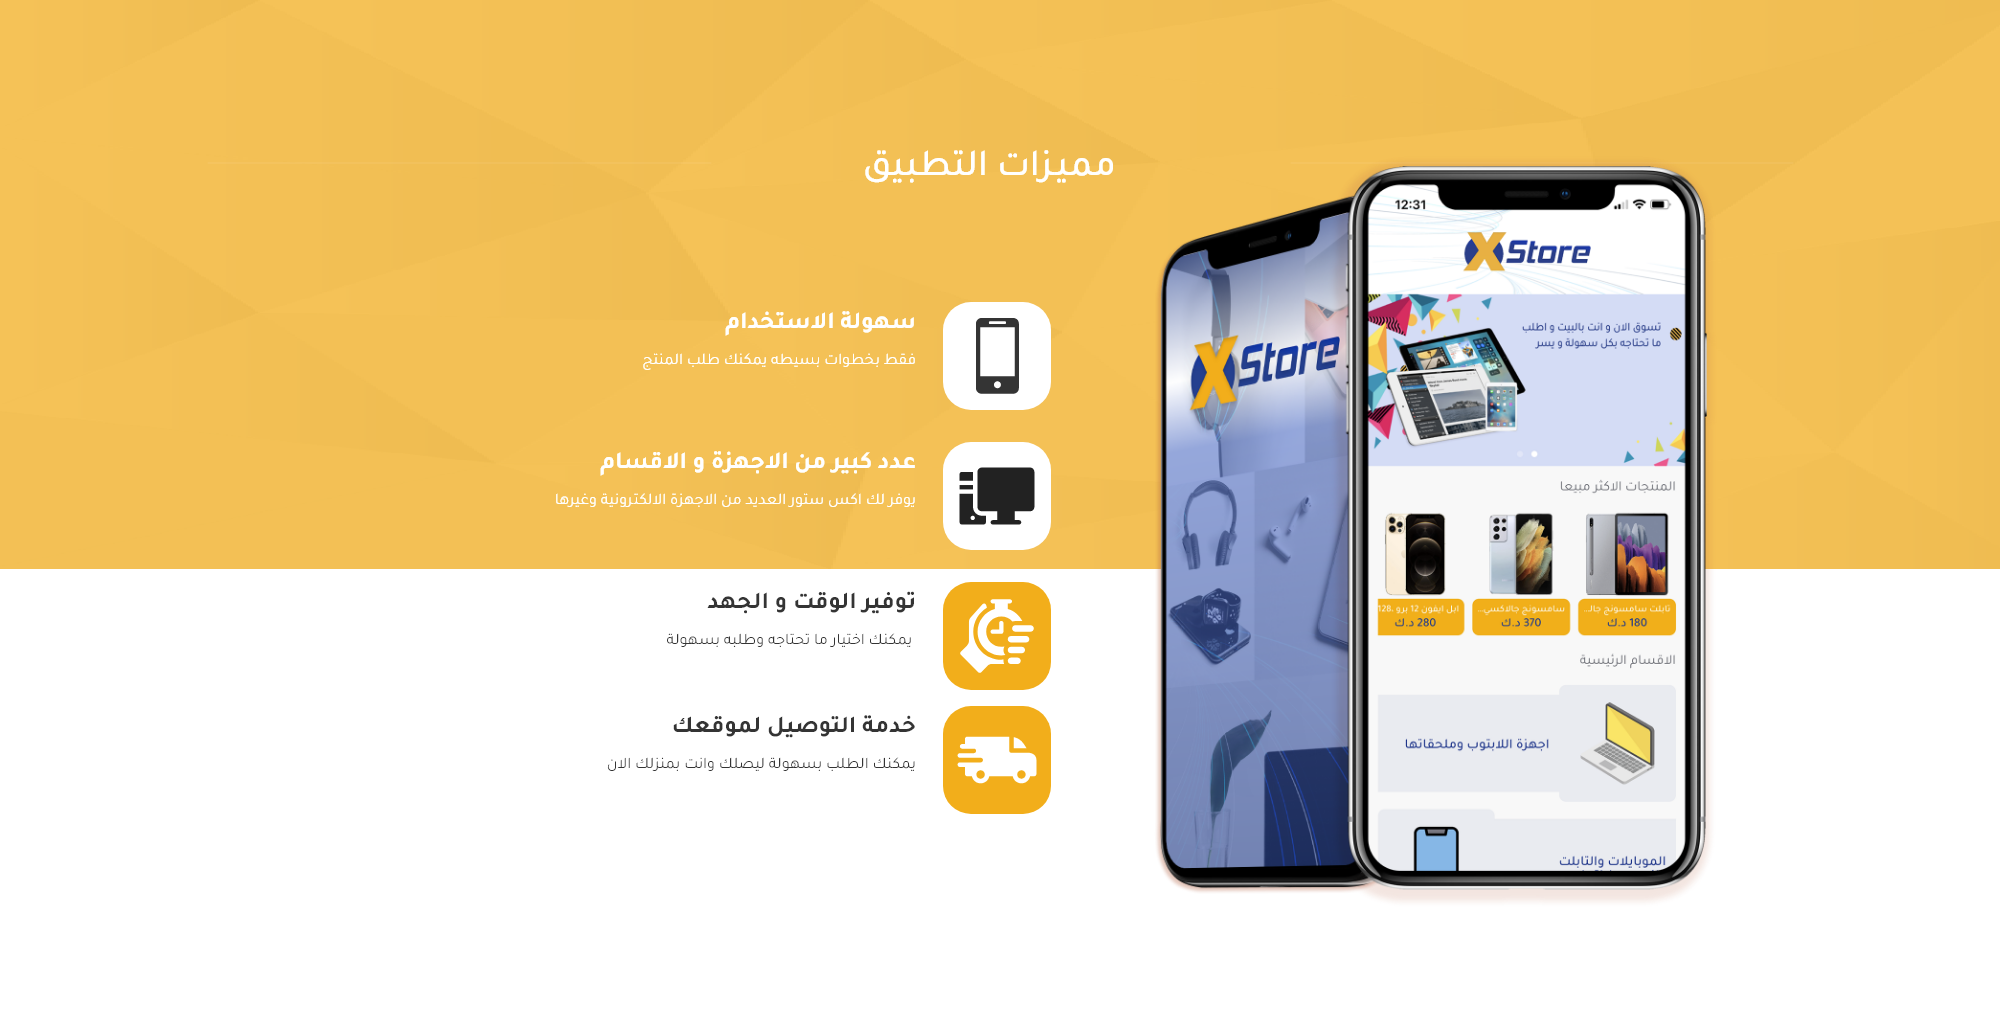 مميزات التطبيق
سهولة الاستخدام
فقط بخطوات بسيطه يمكنك طلب المنتج
عدد كبير من الاجهزة و الاقسام
يوفر لك اكس ستور العديد من الاجهزة الالكترونية وغيرها
توفير الوقت و الجهد
يمكنك اختيار ما تحتاجه وطلبه بسهولة
خدمة التوصيل لموقعك
يمكنك الطلب بسهولة ليصلك وانت بمنزلك الان
XStore
12:31
XStore
تسوق الان و انت بالبيت و اطلب
ما تحتاجه بكل سهولة و يسر
المنتجات الاكثر مبيعا
تابلت سامسونج جالـ...
180 د.ك
سامسونج جالاكسي...
370 د.ك
ابل ايفون 12 برو ،128
280 د.ك
الاقسام الرئيسية
اجهزة اللابتوب وملحقاتها
الموبايلات والتابلت